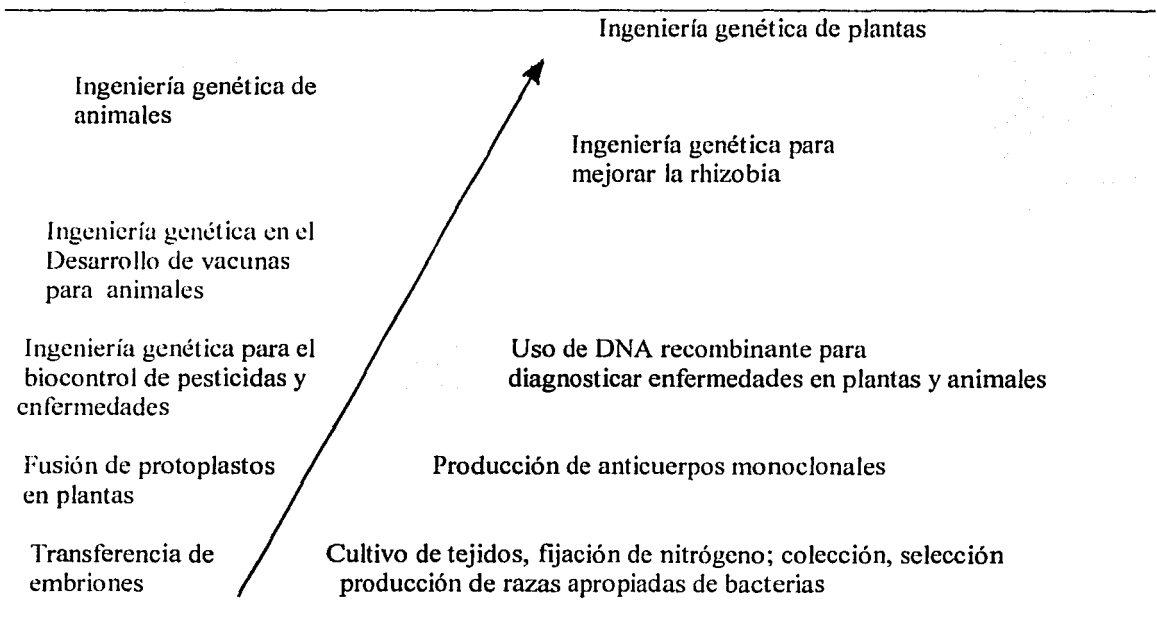 Ingeniería genética de plantas
Ingeniería genética de
animales
Ingeniería genética para
mejorar la rhizobia
Ingeniería genética en el
Desarrollo de vacunas
para animales
Ingeniería genética para el
biocontrol de pesticidas y
enfermedades
Uso de DNA recombinante para
diagnosticar enfermedades en plantas y animales
Fusión de protoplastos
en plantas
Producción de anticuerpos monoclonales
Transferencia de
embriones
Cultivo de tejidos, fijación de nitrógeno; colección, selección
producción de razas apropiadas de bacterias